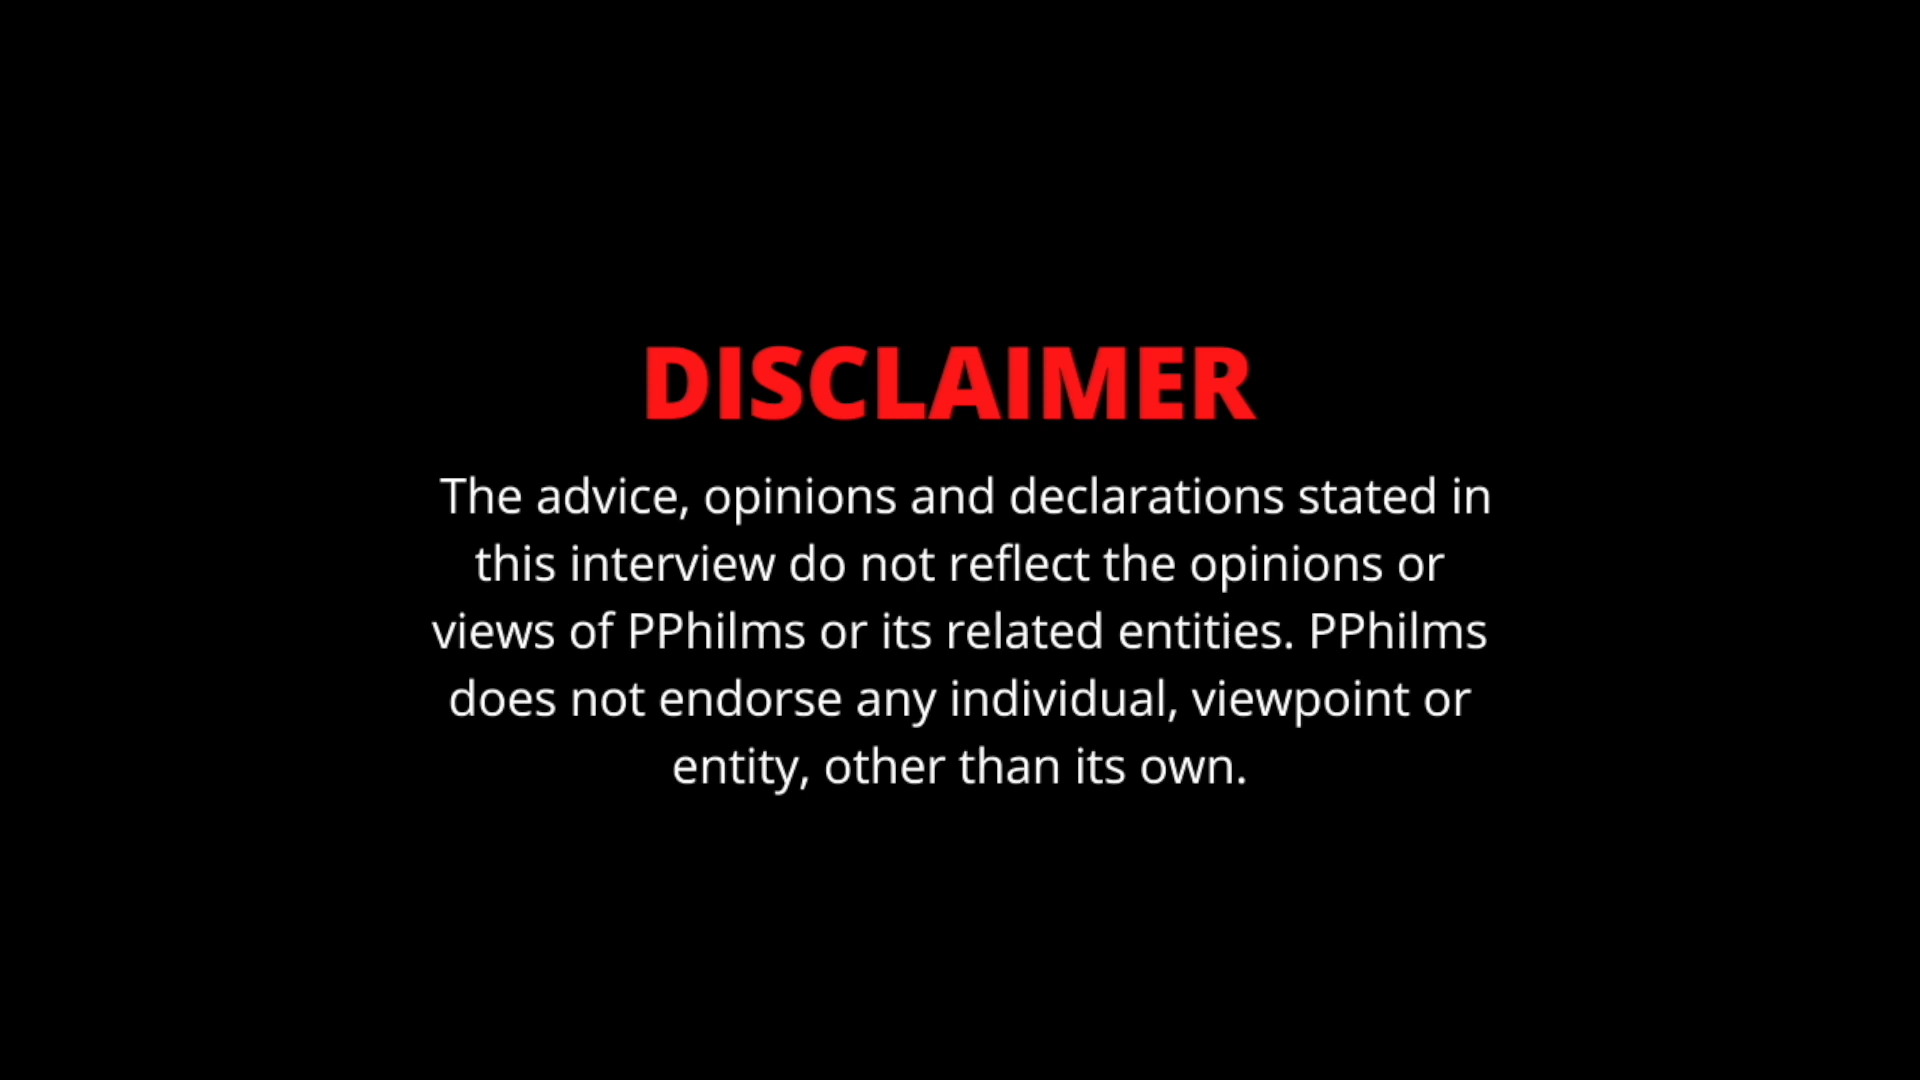 DISCLAIMER
The advice, opinions and declarations stated in
this interview do not reflect the opinions or
views of PPhilms or its related entities. PPhilms
does not endorse any individual, viewpoint or
entity, other than its own.